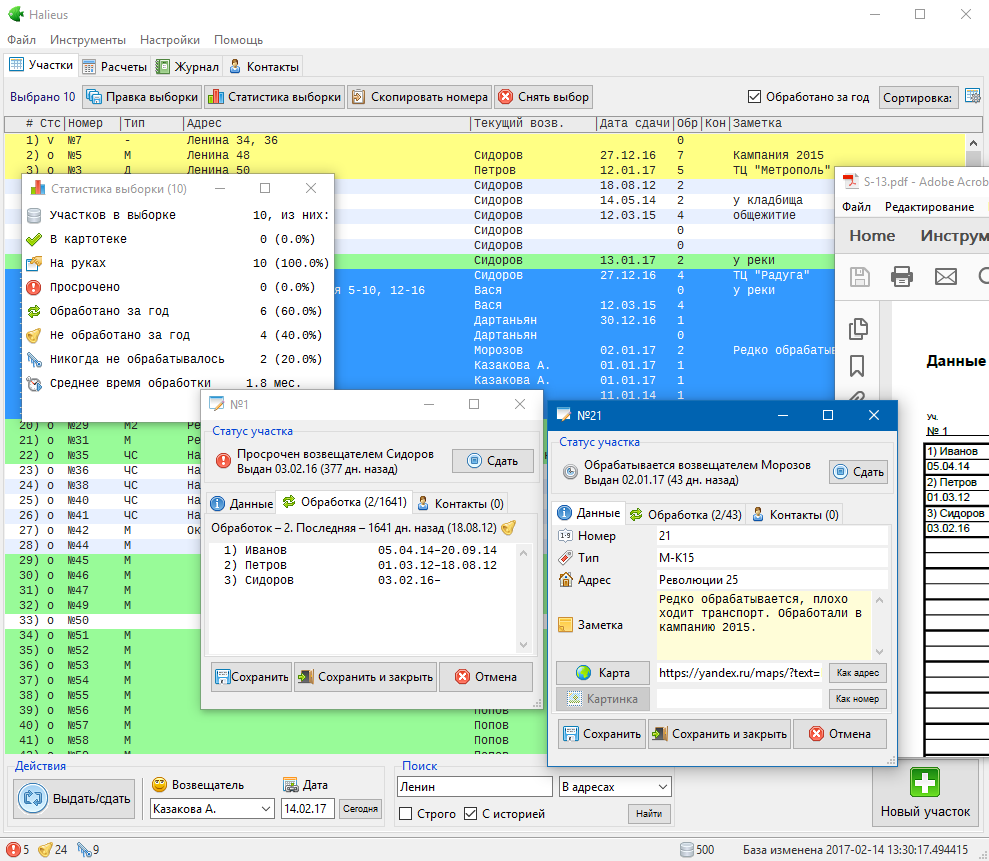 Halieus
Файл Инструменты Настройки Помощь
Участки Расчеты Журнал Контакты
Выбрано 10 Правка выборки Статистика выборки Скопировать номера Снять выбор Обработано за год Сортировка:
# Стс Номер Тип Адрес Текущий возв. Дата сдачи Обр Кон Заметка
1) v №7 - Ленина 34, 36 0
2) о №5 М Ленина 48 Сидоров 27.12.16 7 Кампания 2015
3) о №3 Д Ленина 50 Петров 12.01.17 5 ТЦ "Метрополь"
Сидоров 18.08.12 2
Сидоров 14.05.14 2 у кладбища
Сидоров 12.03.15 4 общежитие
Сидоров 0
Сидоров 0
Сидоров 13.01.17 2 у реки
Сидоров 27.12.16 4 ТЦ "Радуга"
я 5-10, 12-16 Вася 0 у реки
Вася 12.03.15 4
Дартаньян 30.12.16 1
Дартаньян 0
Морозов 02.01.17 2 Редко обрабатыв
Казакова А. 01.01.17 1
Казакова А. 01.01.17 1
11.01.14 1
Статистика выборки (10)
Участков в выборке 10, из них:
В картотеке 0 (0.0%)
На руках 10 (100.0%)
Просрочено 0 (0.0%)
Обработано за год 6 (60.0%)
Не обработано за год 4 (40.0%)
Никогда не обрабатывалось 2 (20.0%)
Среднее время обработки 1.8 мес.
S-13.pdf - Adobe Acrob
Файл Редактирование
Home Инструм
Данные
Уч.
№ 1
1) Иванов
05.04.14
2) Петров
01.03.12
3) Сидоров
03.02.16
20) о №29 М2 Ре
21) о №31 М Ре
22) о №35 ЧС На
23) о №36 ЧС На
24) о №38 ЧС На
25) о №40 ЧС На
26) о №41 ЧС На
27) о №42 М Ок
28) о №44 М
29) о №45 М
30) о №46 М
31) о №47 М
32) о №49 М
33) о №50
34) о №51 М
35) о №52 М
36) о №53 М
37) о №54 М
38) о №55 М
39) о №56 М Попов
40) о №57 М Попов
41) о №58 М Попов
Попов
№1
Статус участка
Просрочен возвещателем Сидоров
Выдан 03.02.16 (377 дн. назад)
Сдать
Данные Обработка (2/1641) Контакты (0)
Обработок – 2. Последняя – 1641 дн. назад (18.08.12)
1) Иванов 05.04.14–20.09.14
2) Петров 01.03.12–18.08.12
3) Сидоров 03.02.16–
Сохранить Сохранить и закрыть Отмена
№21
Статус участка
Обрабатывается возвещателем Морозов
Выдан 02.01.17 (43 дн. назад)
Сдать
Данные Обработка (2/43) Контакты (0)
Номер 21
Тип М-К15
Адрес Революции 25
Заметка
Редко обрабатывается, плохо
ходит транспорт. Обработали в
кампанию 2015.
Карта https://yandex.ru/maps/?text= Как адрес
Картинка Как номер
Сохранить Сохранить и закрыть Отмена
Действия
Выдать/сдать
Возвещатель Дата
Казакова А. 14.02.17 Сегодня
Поиск
Ленин В адресах
Строго С историей Найти
Новый участок
5 24 9 500 База изменена 2017-02-14 13:30:17.494415